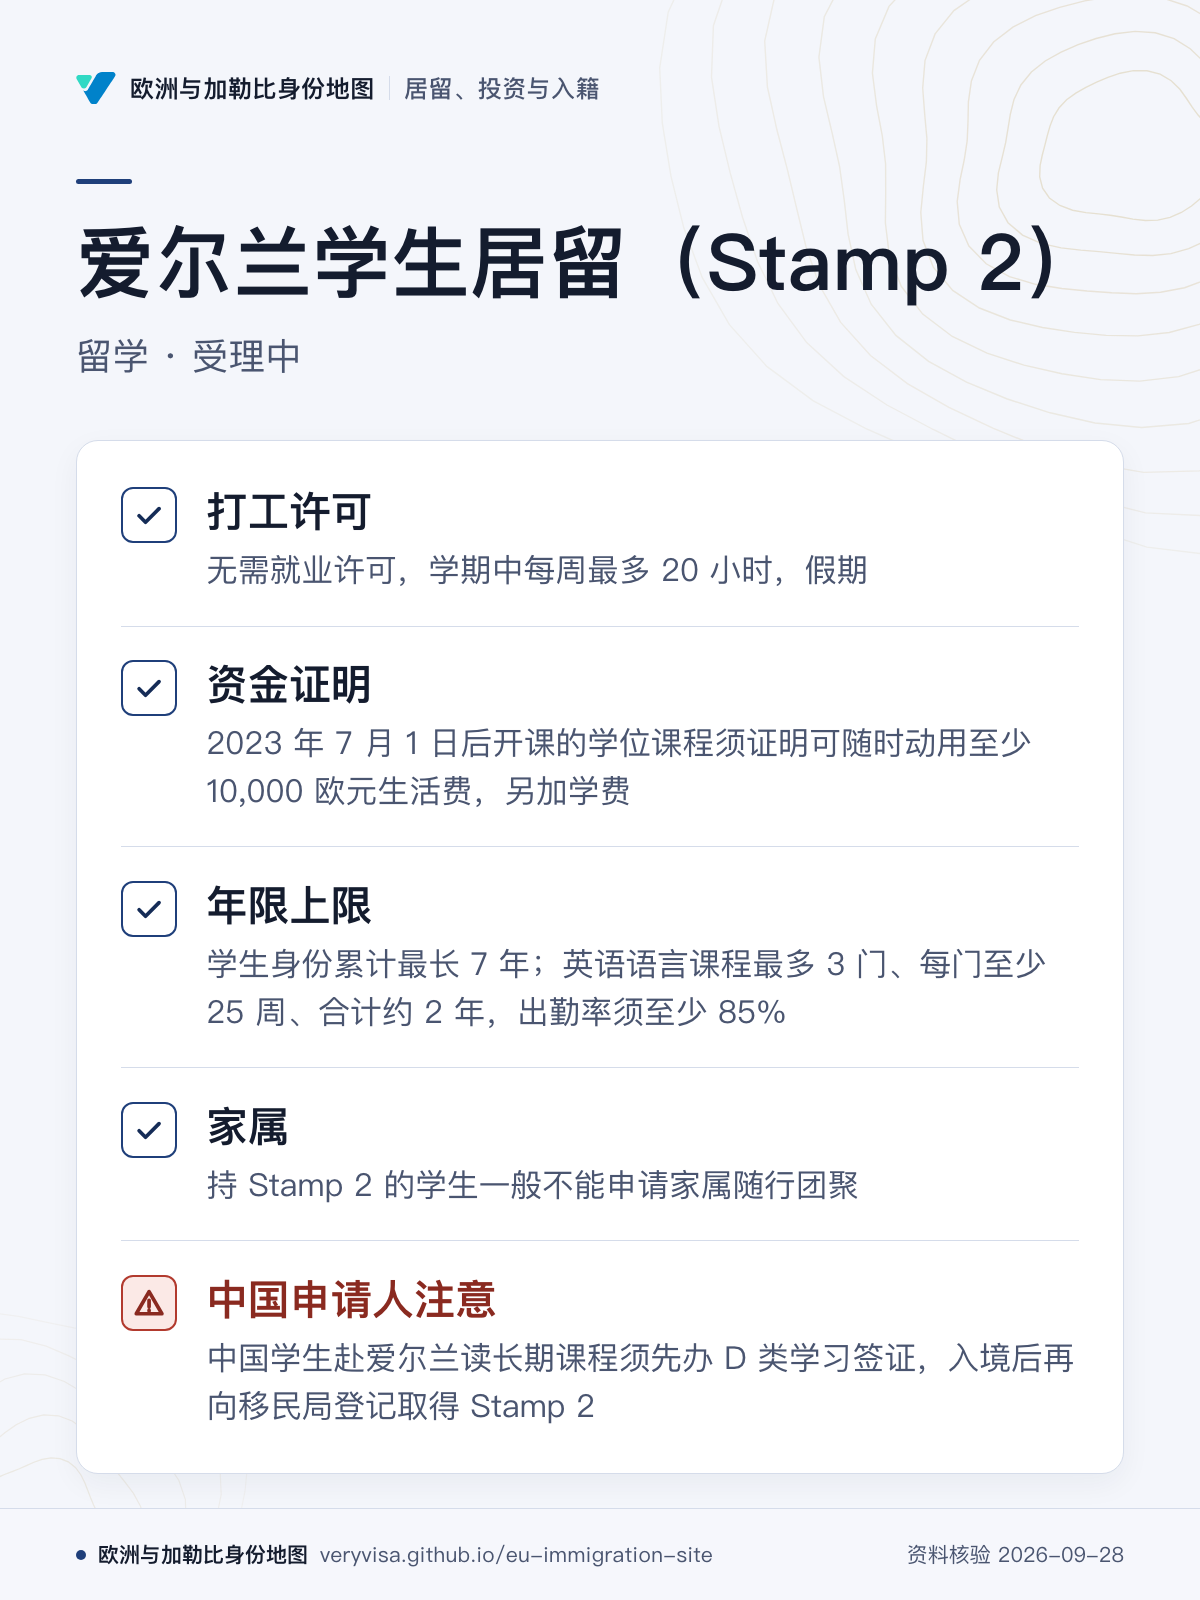 欧洲与加勒比身份地图 居留、投资与入籍
爱尔兰学生居留（Stamp 2）
留学 · 受理中
打工许可
无需就业许可，学期中每周最多 20 小时，假期
资金证明
2023 年 7 月 1 日后开课的学位课程须证明可随时动用至少
10,000 欧元生活费，另加学费
年限上限
学生身份累计最长 7 年；英语语言课程最多 3 门、每门至少
25 周、合计约 2 年，出勤率须至少 85%
家属
持 Stamp 2 的学生一般不能申请家属随行团聚
中国申请人注意
中国学生赴爱尔兰读长期课程须先办 D 类学习签证，入境后再
向移民局登记取得 Stamp 2
欧洲与加勒比身份地图 veryvisa.github.io/eu-immigration-site 资料核验 2026-09-28